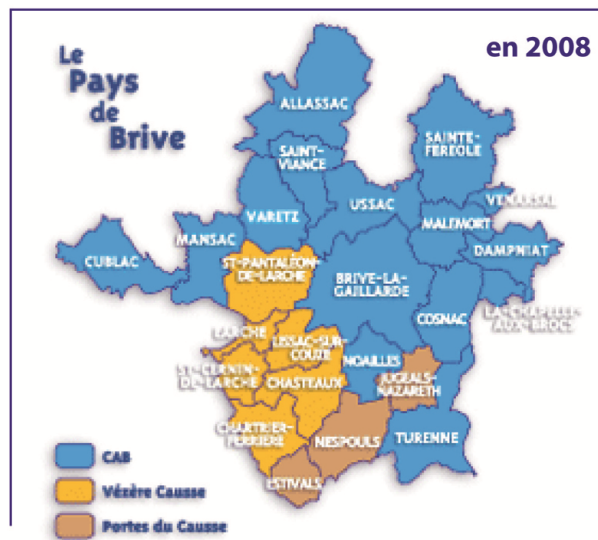 Le
Pays
de
Brive
en 2008
ALLASSAC
SAINTE-
FEREOLE
SAINT-
VIANCE
VENARSAL
USSAC
VARETZ
MALEMORT
MANSAC
DAMPNIAT
CUBLAC
ST-PANTALÉON-
DE-LARCHE
BRIVE-LA-
GAILLARDE
LA-CHAPELLE-
AUX-BROCS
COSNAC
LARCHE
LISSAC-SUR-
COUZE
NOAILLES
ST-CERNIN-
DE-LARCHE
CHASTEAUX
JUGEALS-
NAZARETH
CHARTRIER-
FERRIERE
NESPOULS
TURENNE
ESTIVALS
CAB
Vézère Causse
Portes du Causse